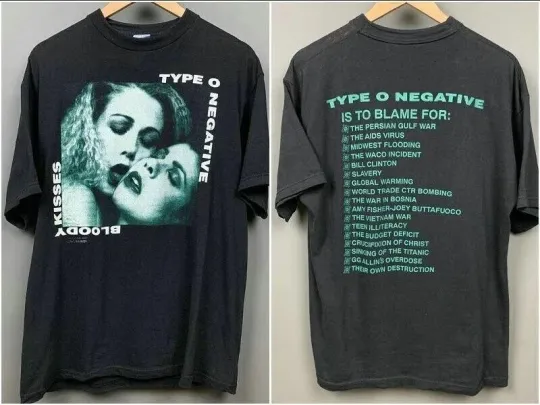 TYPE O NEGATIVE
BLOODY KISSES
TYPE O NEGATIVE
IS TO BLAME FOR:
THE PERSIAN GULF WAR
THE AIDS VIRUS
MIDWEST FLOODING
THE WACO INCIDENT
BILL CLINTON
SLAVERY
GLOBAL WARMING
WORLD TRADE CTR BOMBING
THE WAR IN BOSNIA
AMY FISHER-JOEY BUTTAFUOCO
THE VIETNAM WAR
TEEN ILLITERACY
THE BUDGET DEFICIT
CRUCIFIXION OF CHRIST
SINKING OF THE TITANIC
GG ALLIN'S OVERDOSE
THEIR OWN DESTRUCTION